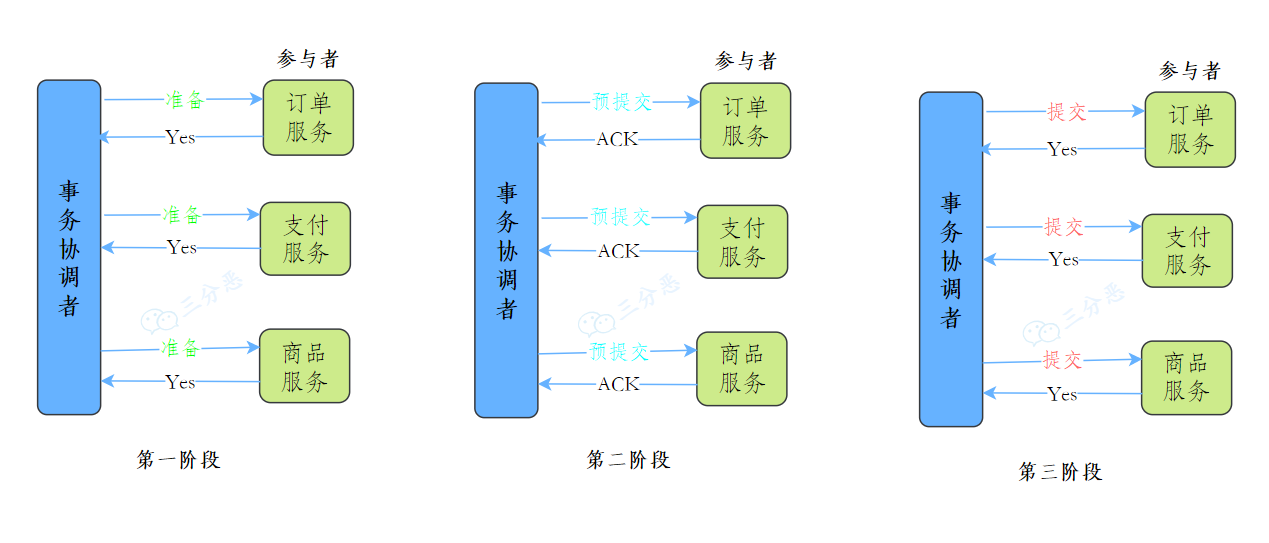 参与者
事务协调者
准备
Yes
订单
服务
准备
Yes
支付
服务
准备
Yes
商品
服务
三分恶
第一阶段
参与者
事务协调者
预提交
ACK
订单
服务
预提交
ACK
支付
服务
预提交
ACK
商品
服务
三分恶
第二阶段
参与者
事务协调者
提交
Yes
订单
服务
提交
Yes
支付
服务
提交
Yes
商品
服务
三分恶
第三阶段